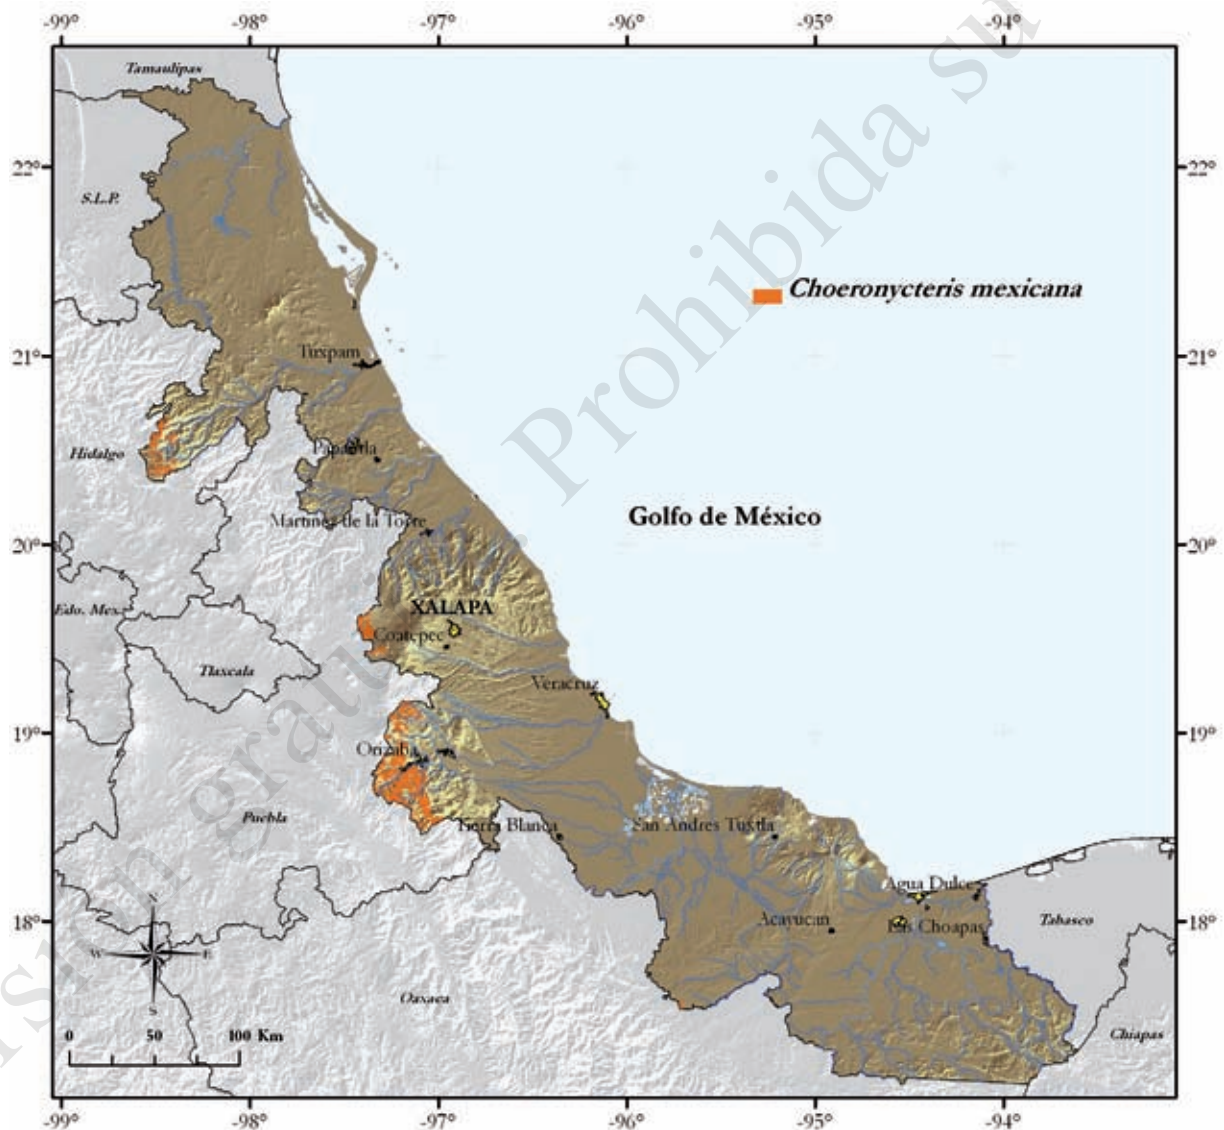 -99° -98° -97° -96° -95° -94°
Tamaulipas
22° 22°
S.L.P.
Choeronycteris mexicana
21° 21°
Tuxpam
Hidalgo
Papantla
Golfo de México
Martínez de la Torre
20° 20°
Edo. Mex.
XALAPA
Coatepec
Tlaxcala
Veracruz
19° 19°
Orizaba
Puebla
Tierra Blanca
San Andres Tuxtla
Agua Dulce
18° 18°
Acayucan
Las Choapas
Tabasco
N
W E
S
Oaxaca
Chiapas
0 50 100 Km
-99° -98° -97° -96° -95° -94°
Prohibida su